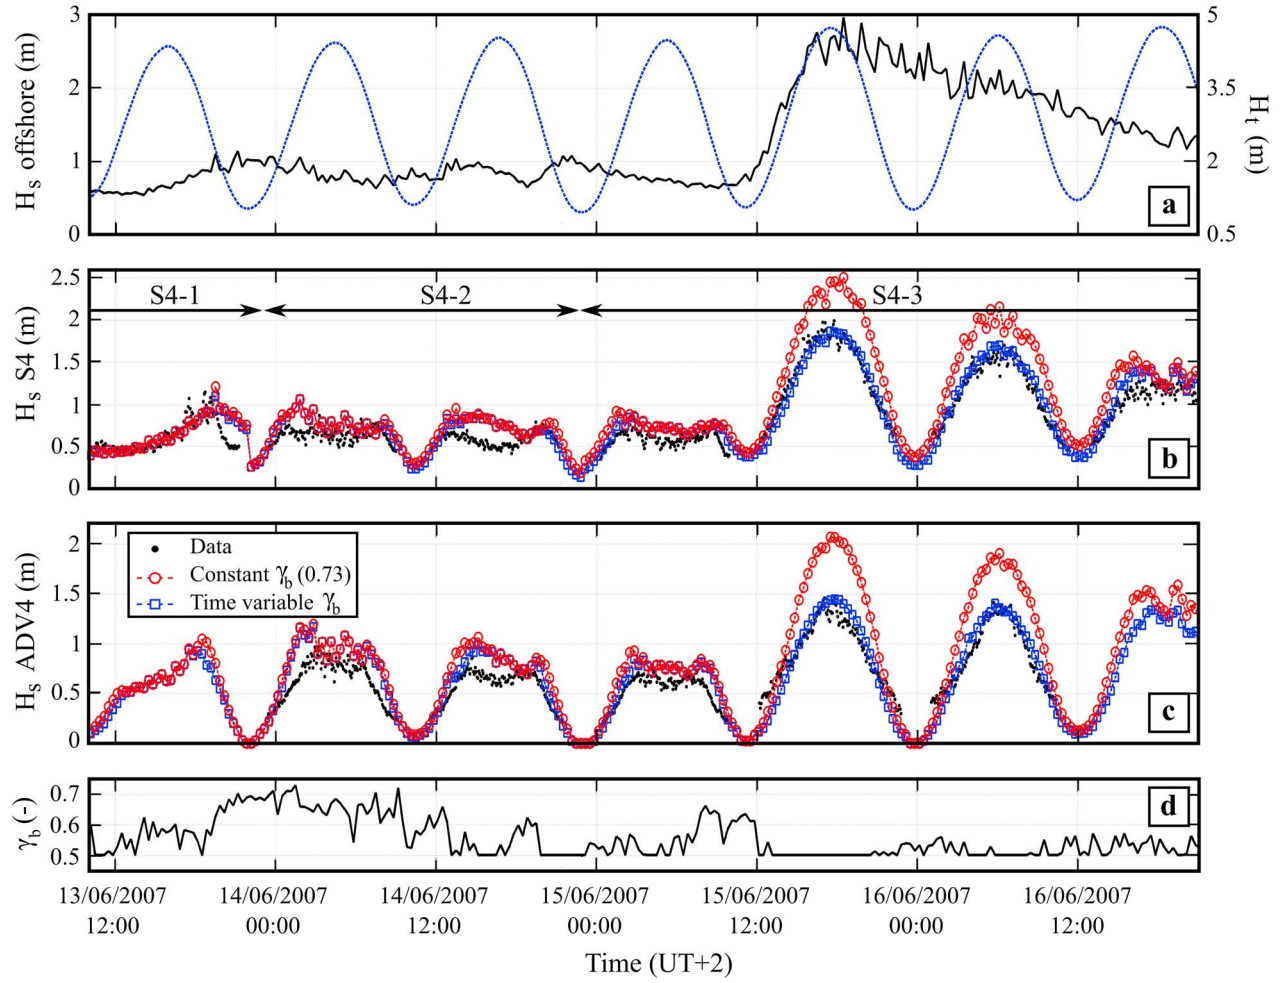 3
2
1
0
H_s offshore (m)
5
3.5
2
0.5
H_t (m)
a
2.5
2
1.5
1
0.5
0
H_s S4 (m)
S4-1
S4-2
S4-3
b
2
1.5
1
0.5
0
H_s ADV4 (m)
Data
Constant γ_b (0.73)
Time variable γ_b
c
0.7
0.6
0.5
γ_b (-)
d
13/06/2007 14/06/2007 14/06/2007 15/06/2007 15/06/2007 16/06/2007 16/06/2007
12:00 00:00 12:00 00:00 12:00 00:00 12:00
Time (UT+2)